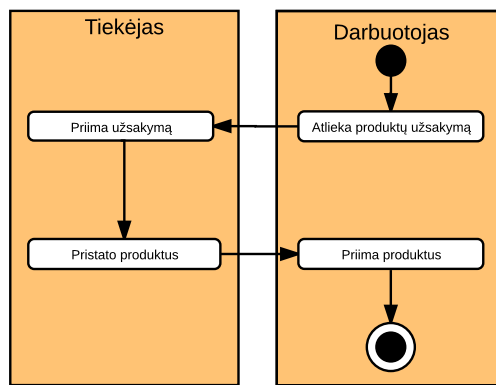 Tiekėjas
Darbuotojas
Atlieka produktų užsakymą
Priima užsakymą
Pristato produktus
Priima produktus